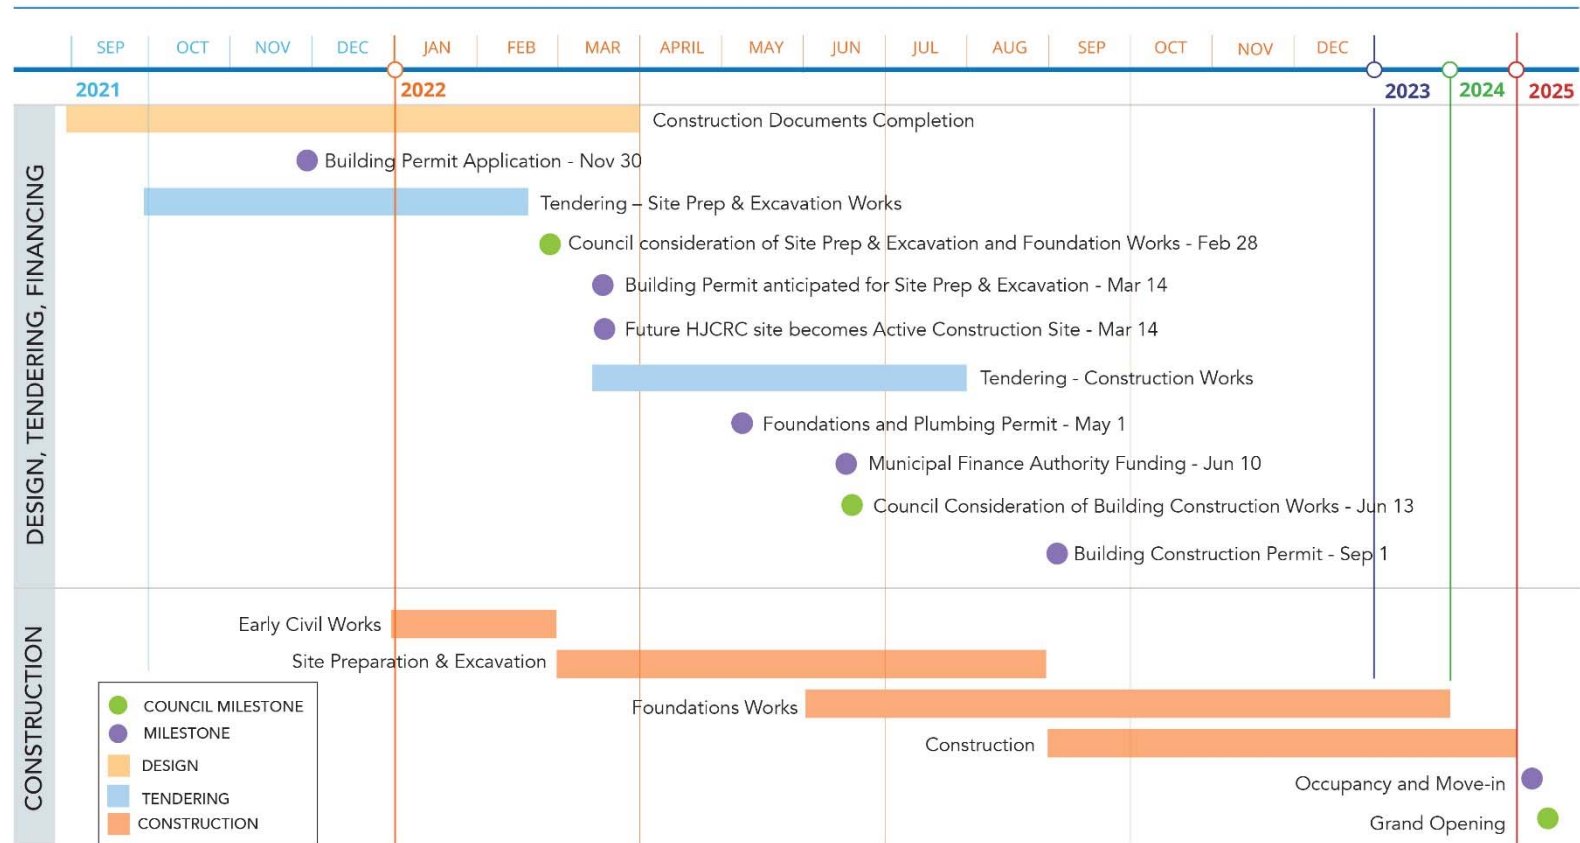 SEP OCT NOV DEC JAN FEB MAR APRIL MAY JUN JUL AUG SEP OCT NOV DEC
2021 2022 2023 2024 2025
DESIGN, TENDERING, FINANCING
Construction Documents Completion
Building Permit Application - Nov 30
Tendering – Site Prep & Excavation Works
Council consideration of Site Prep & Excavation and Foundation Works - Feb 28
Building Permit anticipated for Site Prep & Excavation - Mar 14
Future HJCRC site becomes Active Construction Site - Mar 14
Tendering - Construction Works
Foundations and Plumbing Permit - May 1
Municipal Finance Authority Funding - Jun 10
Council Consideration of Building Construction Works - Jun 13
Building Construction Permit - Sep 1
CONSTRUCTION
Early Civil Works
Site Preparation & Excavation
Foundations Works
Construction
Occupancy and Move-in
Grand Opening
COUNCIL MILESTONE
MILESTONE
DESIGN
TENDERING
CONSTRUCTION